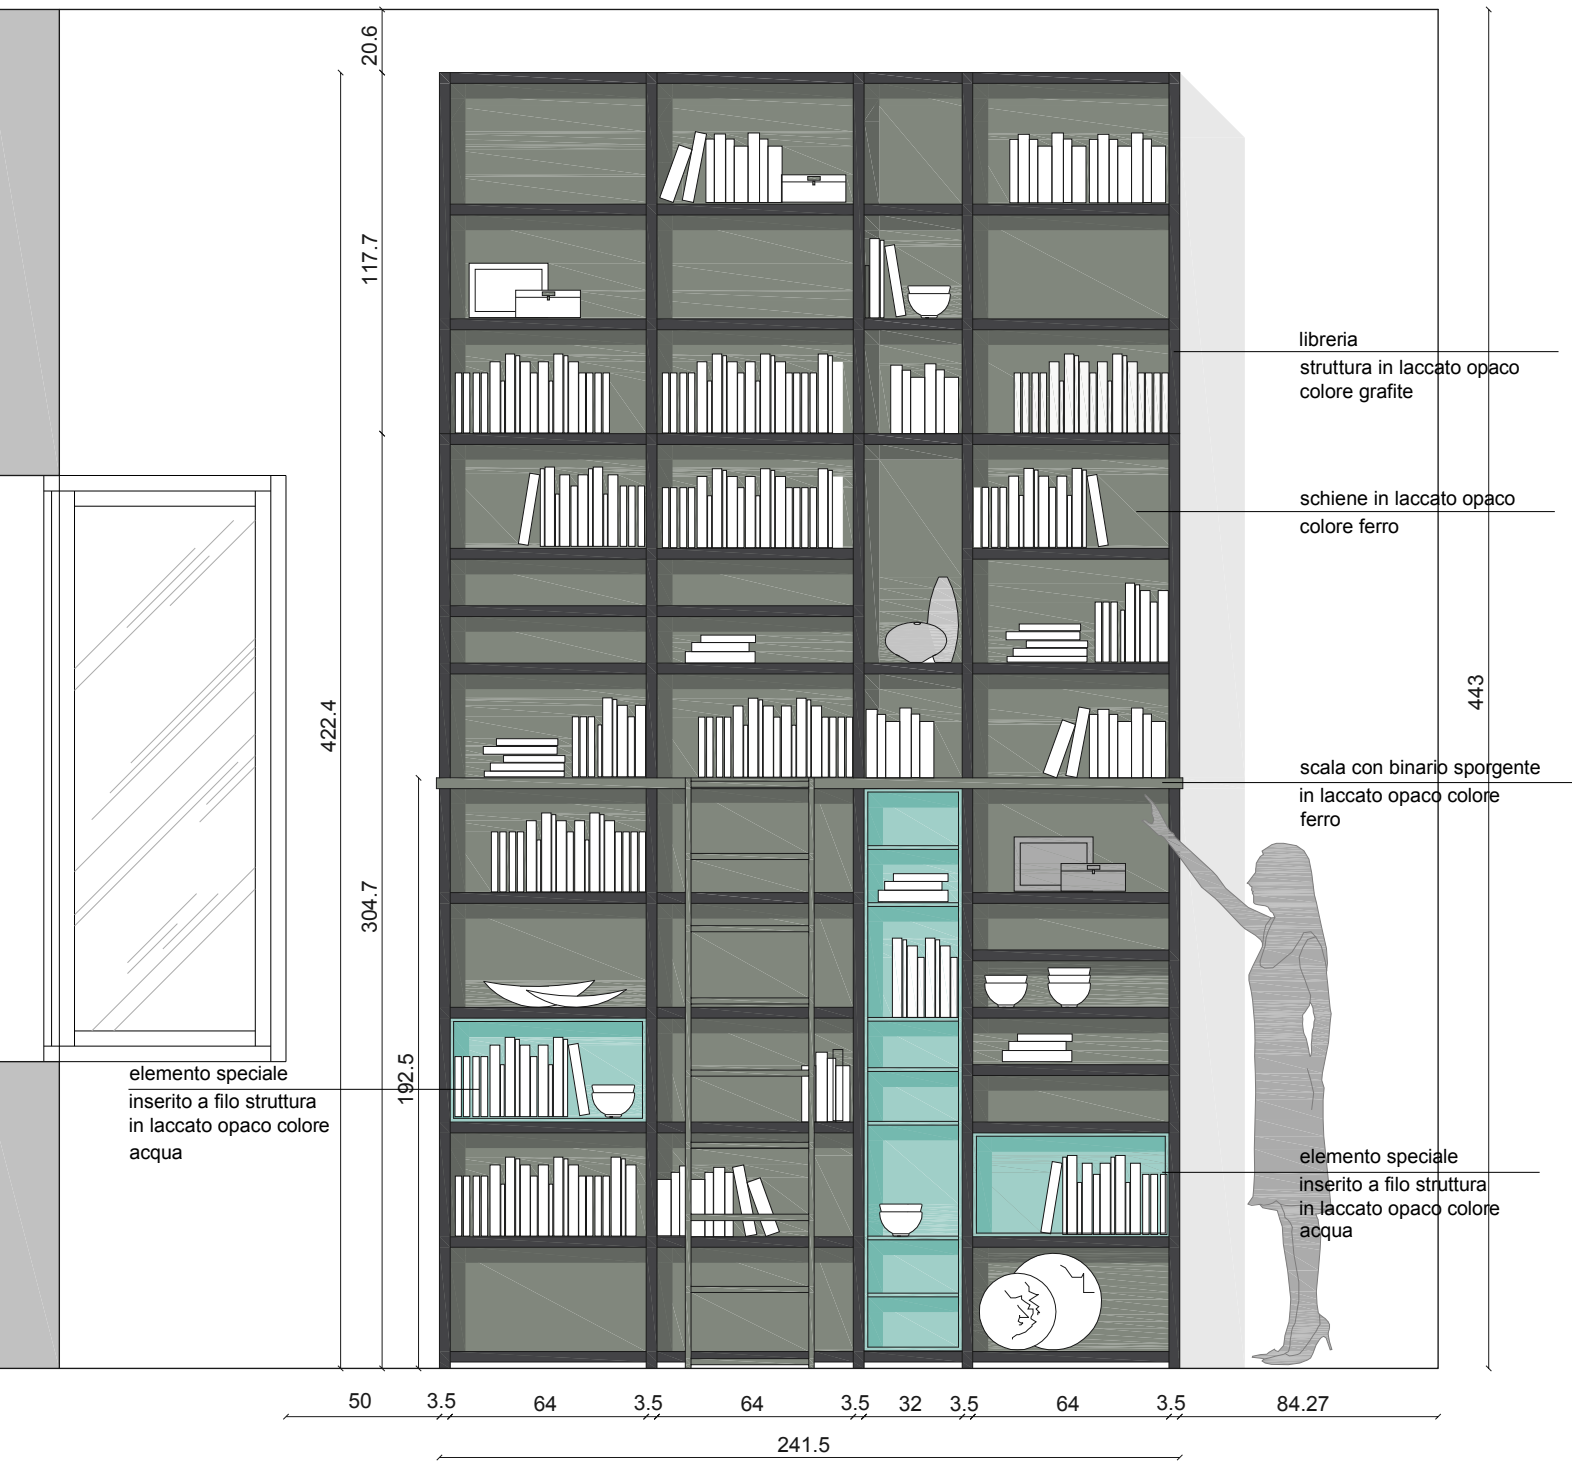 20.6
117.7
libreria
struttura in laccato opaco
colore grafite
schiene in laccato opaco
colore ferro
422.4
443
scala con binario sporgente
in laccato opaco colore
ferro
304.7
192.5
elemento speciale
inserito a filo struttura
in laccato opaco colore
acqua
elemento speciale
inserito a filo struttura
in laccato opaco colore
acqua
50 3.5 64 3.5 64 3.5 32 3.5 64 3.5 84.27
241.5